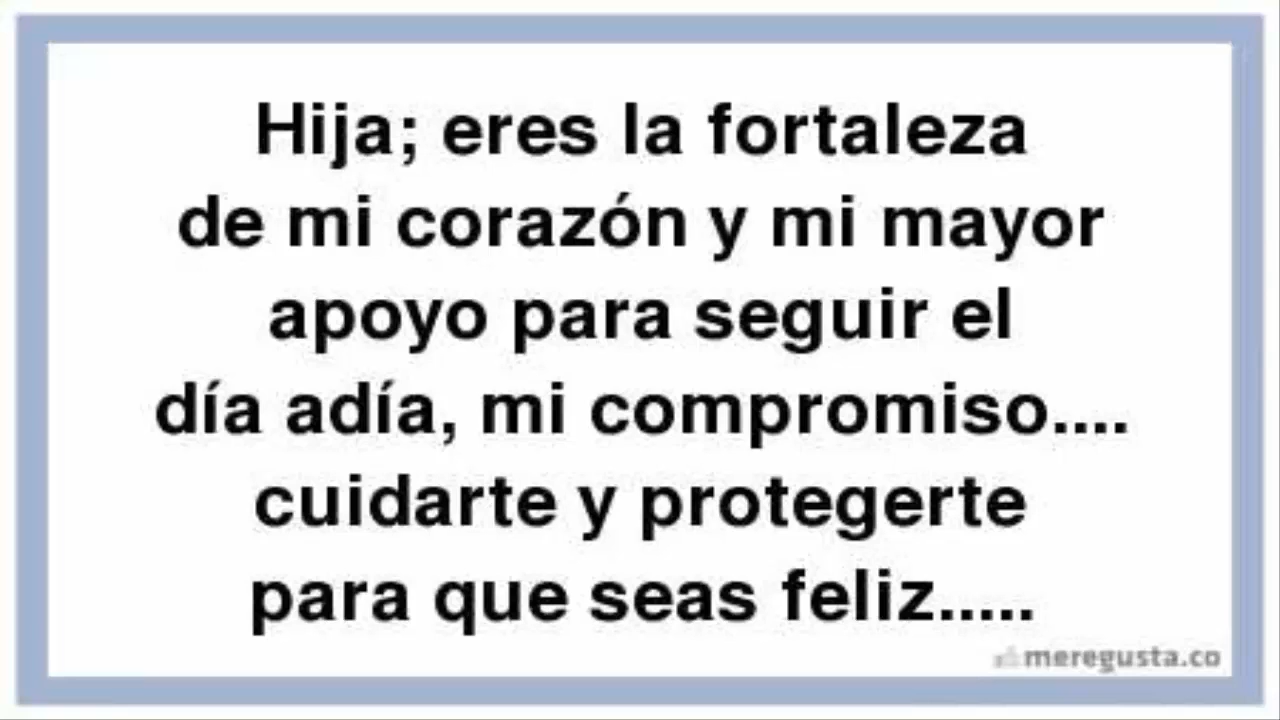 Hija; eres la fortaleza
de mi corazón y mi mayor
apoyo para seguir el
día adía, mi compromiso....
cuidarte y protegerte
para que seas feliz.....
meregusta.co